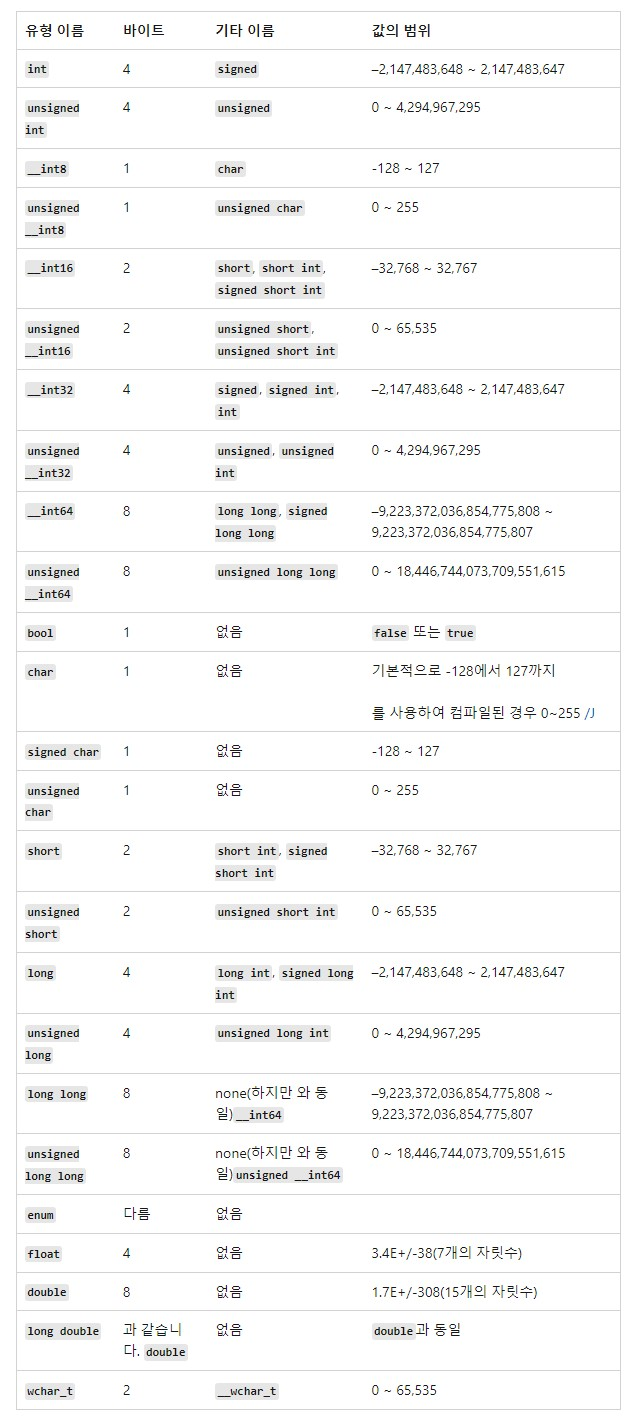 유형 이름 바이트 기타 이름 값의 범위
int 4 signed –2,147,483,648 ~ 2,147,483,647
unsigned 4 unsigned 0 ~ 4,294,967,295
int
__int8 1 char -128 ~ 127
unsigned 1 unsigned char 0 ~ 255
__int8
__int16 2 short, short int, –32,768 ~ 32,767
signed short int
unsigned 2 unsigned short, 0 ~ 65,535
__int16 unsigned short int
__int32 4 signed, signed int, –2,147,483,648 ~ 2,147,483,647
int
unsigned 4 unsigned, unsigned 0 ~ 4,294,967,295
__int32 int
__int64 8 long long, signed –9,223,372,036,854,775,808 ~
long long 9,223,372,036,854,775,807
unsigned 8 unsigned long long 0 ~ 18,446,744,073,709,551,615
__int64
bool 1 없음 false 또는 true
char 1 없음 기본적으로 -128에서 127까지
를 사용하여 컴파일된 경우 0~255 /J
signed char 1 없음 -128 ~ 127
unsigned 1 없음 0 ~ 255
char
short 2 short int, signed –32,768 ~ 32,767
short int
unsigned 2 unsigned short int 0 ~ 65,535
short
long 4 long int, signed long –2,147,483,648 ~ 2,147,483,647
int
unsigned 4 unsigned long int 0 ~ 4,294,967,295
long
long long 8 none(하지만 와 동 –9,223,372,036,854,775,808 ~
일)__int64 9,223,372,036,854,775,807
unsigned 8 none(하지만 와 동 0 ~ 18,446,744,073,709,551,615
long long 일)unsigned __int64
enum 다름 없음
float 4 없음 3.4E+/-38(7개의 자릿수)
double 8 없음 1.7E+/-308(15개의 자릿수)
long double 과 같습니 없음 double과 동일
다. double
wchar_t 2 __wchar_t 0 ~ 65,535